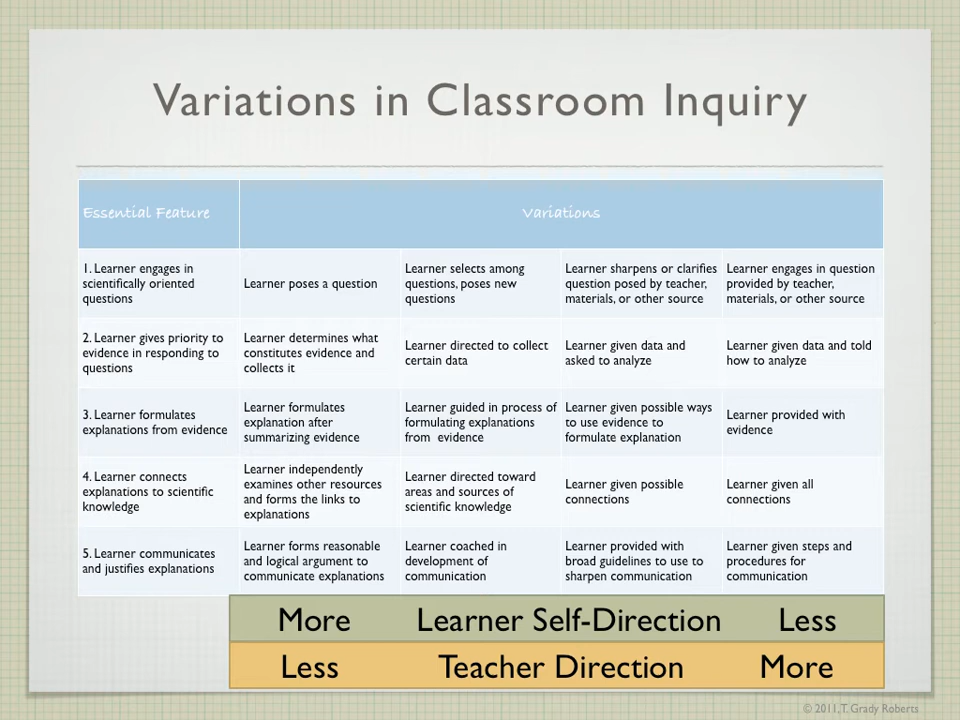 Variations in Classroom Inquiry
Essential Feature
Variations
1. Learner engages in
scientifically oriented
questions
Learner poses a question
Learner selects among
questions, poses new
questions
Learner sharpens or clarifies
question posed by teacher,
materials, or other source
Learner engages in question
provided by teacher,
materials, or other source
2. Learner gives priority to
evidence in responding to
questions
Learner determines what
constitutes evidence and
collects it
Learner directed to collect
certain data
Learner given data and
asked to analyze
Learner given data and told
how to analyze
3. Learner formulates
explanations from evidence
Learner formulates
explanation after
summarizing evidence
Learner guided in process of
formulating explanations
from evidence
Learner given possible ways
to use evidence to
formulate explanation
Learner provided with
evidence
4. Learner connects
explanations to scientific
knowledge
Learner independently
examines other resources
and forms the links to
explanations
Learner directed toward
areas and sources of
scientific knowledge
Learner given possible
connections
Learner given all
connections
5. Learner communicates
and justifies explanations
Learner forms reasonable
and logical argument to
communicate explanations
Learner coached in
development of
communication
Learner provided with
broad guidelines to use to
sharpen communication
Learner given steps and
procedures for
communication
More Learner Self-Direction Less
Less Teacher Direction More
© 2011, T. Grady Roberts